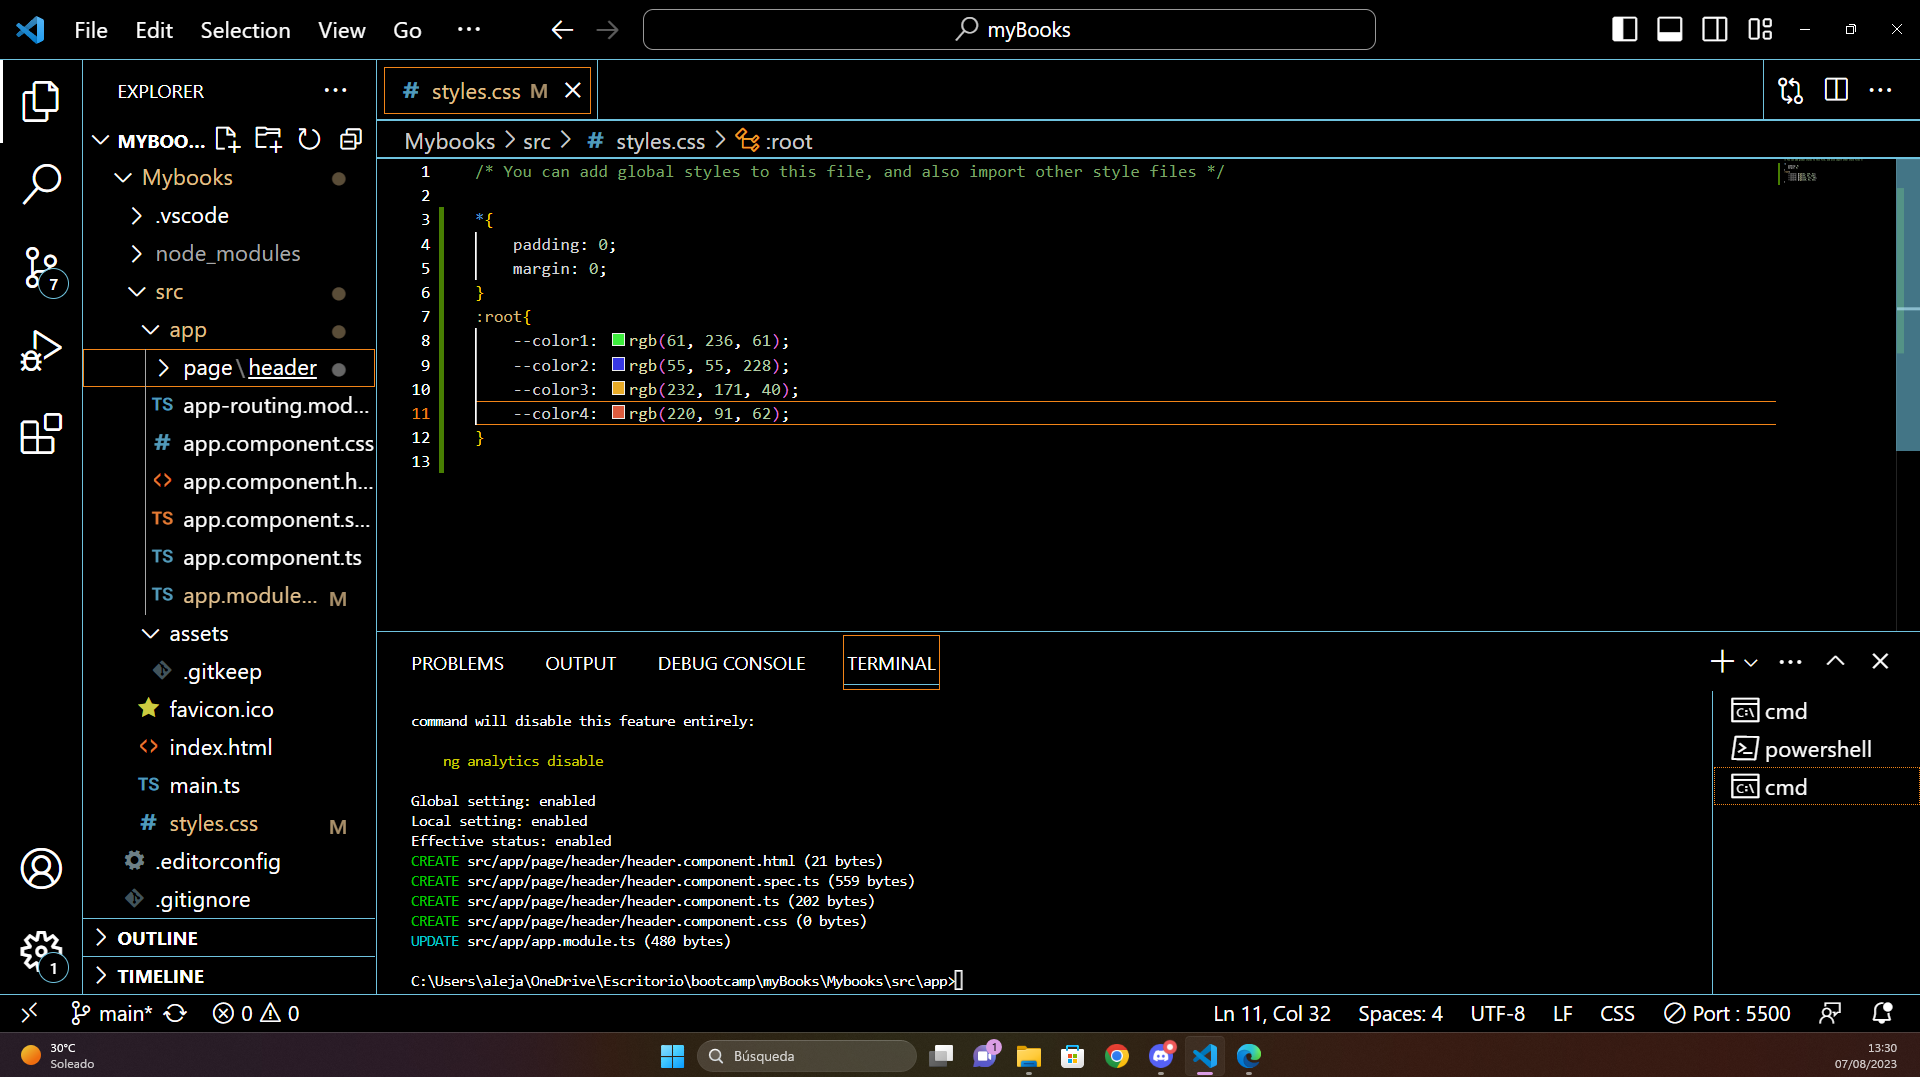 File Edit Selection View Go ···
myBooks
EXPLORER
MYBOO...
Mybooks
.vscode
node_modules
src
app
page\header
TS app-routing.mod...
# app.component.css
<> app.component.h...
TS app.component.s...
TS app.component.ts
TS app.module... M
assets
.gitkeep
favicon.ico
<> index.html
TS main.ts
# styles.css M
.editorconfig
.gitignore
OUTLINE
TIMELINE
7
1
# styles.css M
Mybooks > src > # styles.css > :root
1 /* You can add global styles to this file, and also import other style files */
2
3 *{
4 padding: 0;
5 margin: 0;
6 }
7 :root{
8 --color1: rgb(61, 236, 61);
9 --color2: rgb(55, 55, 228);
10 --color3: rgb(232, 171, 40);
11 --color4: rgb(220, 91, 62);
12 }
13
PROBLEMS OUTPUT DEBUG CONSOLE TERMINAL
command will disable this feature entirely:
ng analytics disable
Global setting: enabled
Local setting: enabled
Effective status: enabled
CREATE src/app/page/header/header.component.html (21 bytes)
CREATE src/app/page/header/header.component.spec.ts (559 bytes)
CREATE src/app/page/header/header.component.ts (202 bytes)
CREATE src/app/page/header/header.component.css (0 bytes)
UPDATE src/app/app.module.ts (480 bytes)
C:\Users\aleja\OneDrive\Escritorio\bootcamp\myBooks\Mybooks\src\app>
cmd
powershell
cmd
main* 0 0
Ln 11, Col 32 Spaces: 4 UTF-8 LF CSS Port : 5500
30°C
Soleado
Búsqueda
1
13:30
07/08/2023